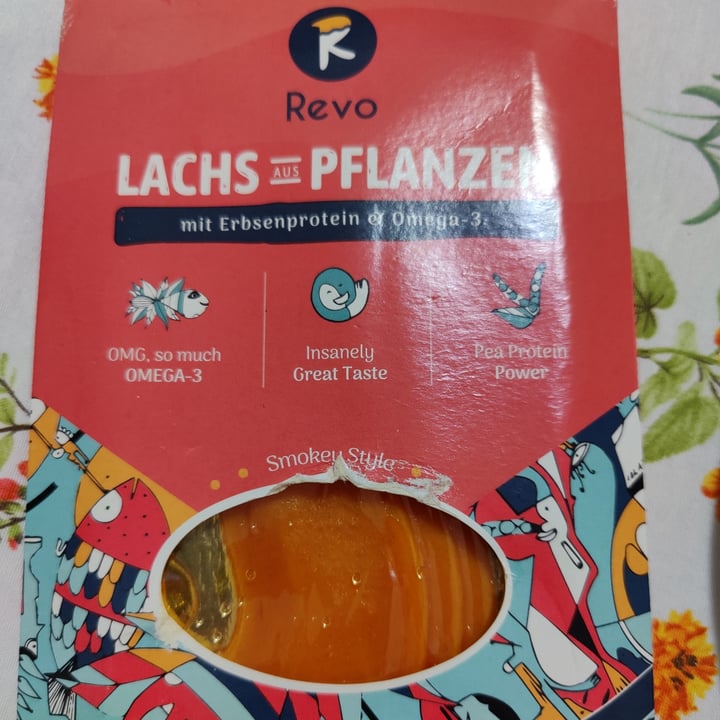 Revo
LACHS AUS PFLANZEN
mit Erbsenprotein & Omega-3.
OMG, so much
OMEGA-3
Insanely
Great Taste
Pea Protein
Power
Smokey Style